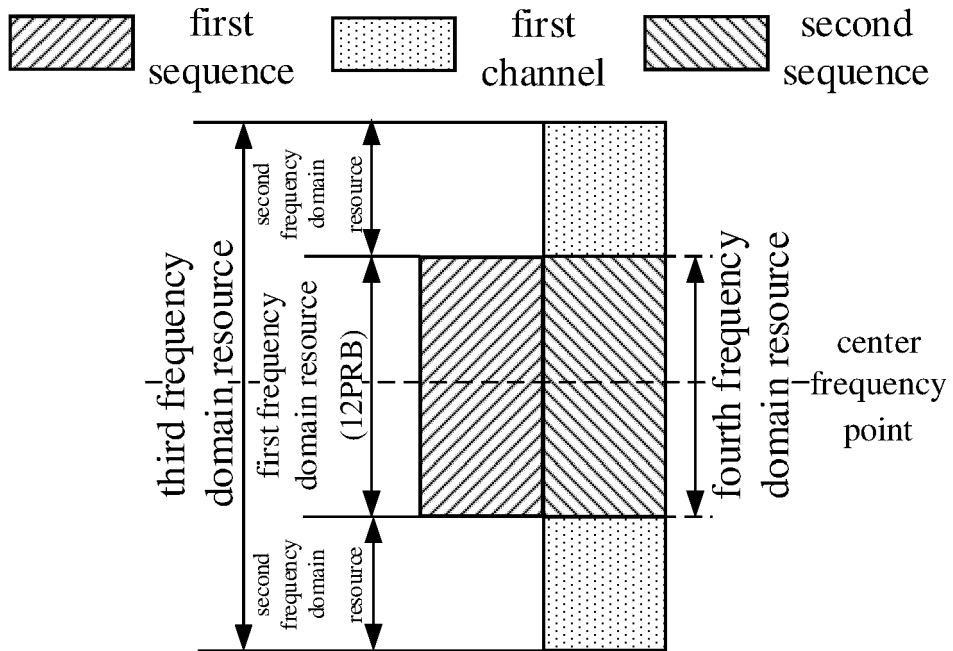 first
sequence
first
channel
second
sequence
third frequency
domain resource
second
frequency
domain
resource
first frequency
domain resource
(12PRB)
second
frequency
domain
resource
fourth frequency
domain resource
center
frequency
point